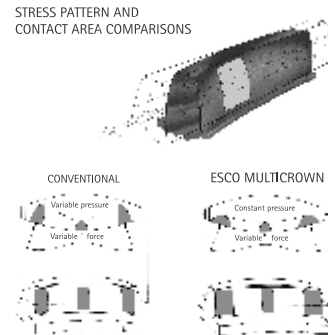 STRESS PATTERN AND
CONTACT AREA COMPARISONS
CONVENTIONAL
Variable pressure
Variable force
ESCO MULTICROWN
Constant pressure
Variable force